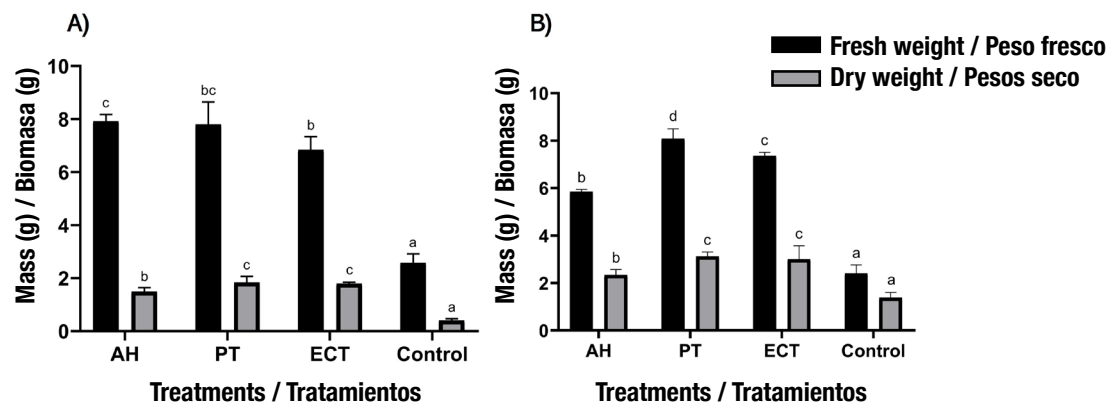 A)
10
8
6
4
2
0
Mass (g) / Biomasa (g)
c
b
bc
c
b
c
a
a
AH PT ECT Control
Treatments / Tratamientos
B)
Fresh weight / Peso fresco
Dry weight / Pesos seco
10
8
6
4
2
0
Mass (g) / Biomasa (g)
b
b
d
c
c
c
a
a
AH PT ECT Control
Treatments / Tratamientos